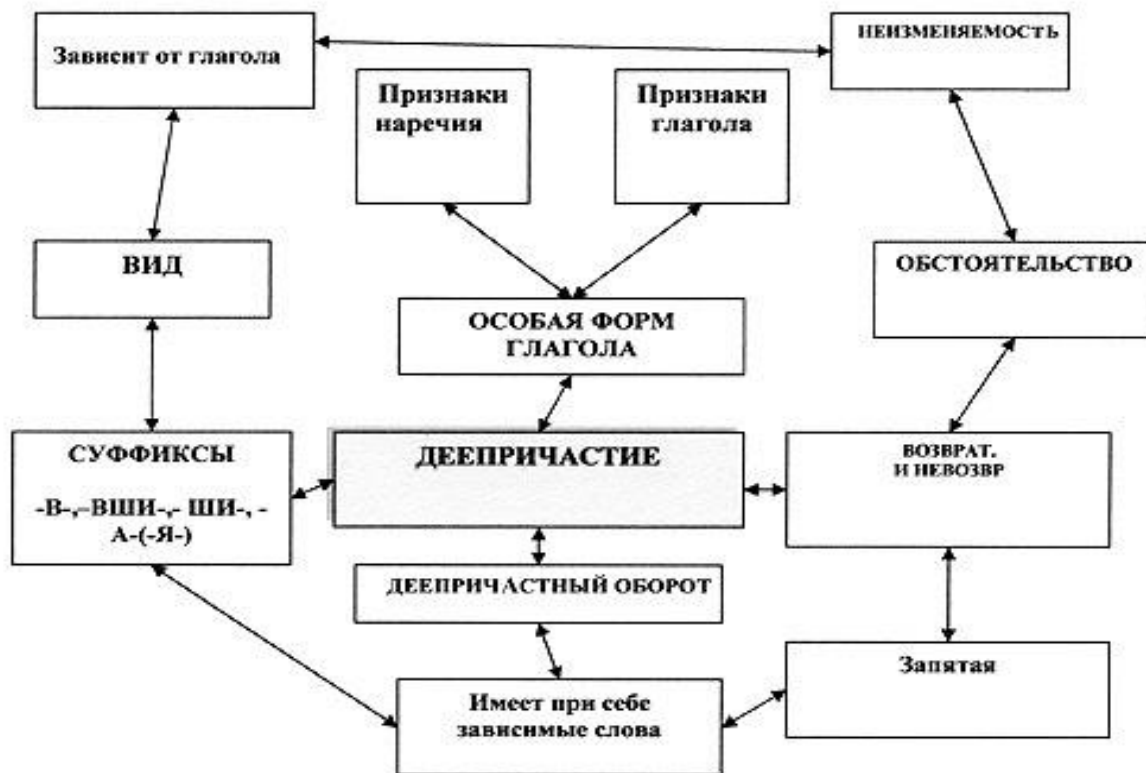 Зависит от глагола
НЕИЗМЕНЯЕМОСТЬ
Признаки
наречия
Признаки
глагола
ВИД
ОБСТОЯТЕЛЬСТВО
ОСОБАЯ ФОРМ
ГЛАГОЛА
СУФФИКСЫ
-В-,–ВШИ-,- ШИ-, -
А-(-Я-)
ДЕЕПРИЧАСТИЕ
ВОЗВРАТ.
И НЕВОЗВР
ДЕЕПРИЧАСТНЫЙ ОБОРОТ
Имеет при себе
зависимые слова
Запятая